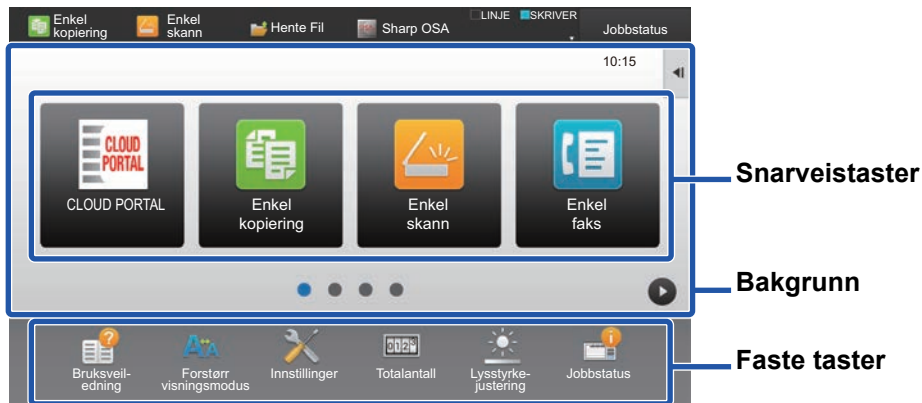 Enkel
kopiering
Enkel
skann
Hente Fil
Sharp OSA
LINJE
SKRIVER
Jobbstatus
10:15
CLOUD
PORTAL
CLOUD PORTAL
Enkel
kopiering
Enkel
skann
Enkel
faks
Snarveistaster
Bakgrunn
Bruksveil-
edning
Forstørr
visningsmodus
Innstillinger
Totalantall
Lysstyrke-
justering
Jobbstatus
Faste taster